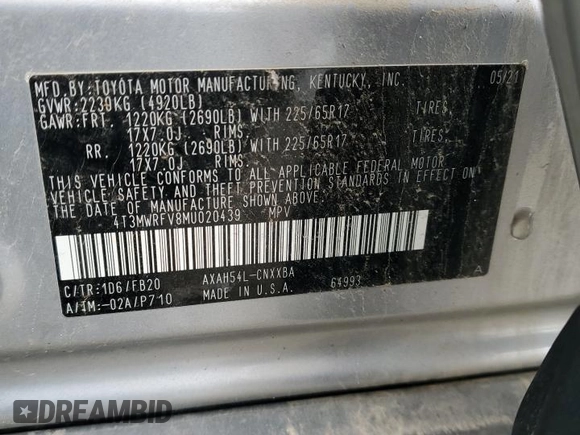 MFD.BY:TOYOTA MOTOR MANUFACTURING, KENTUCKY, INC. 05/21
GVWR:2230KG (4920LB)
GAWR:FRT. 1220KG (2690LB) WITH 225/65R17 TIRES,
17X7.0J RIMS.
RR. 1220KG (2690LB) WITH 225/65R17 TIRES,
17X7.0J RIMS.
THIS VEHICLE CONFORMS TO ALL APPLICABLE FEDERAL MOTOR
VEHICLE SAFETY AND THEFT PREVENTION STANDARDS IN EFFECT ON
THE DATE OF MANUFACTURE SHOWN ABOVE.
4T3MWRFV8MU020439 MPV
C/TR:1D6/FB20 AXAH54L-CNXXBA 64993 A
A/TM:-02A/P710 MADE IN U.S.A.
DREAMBID